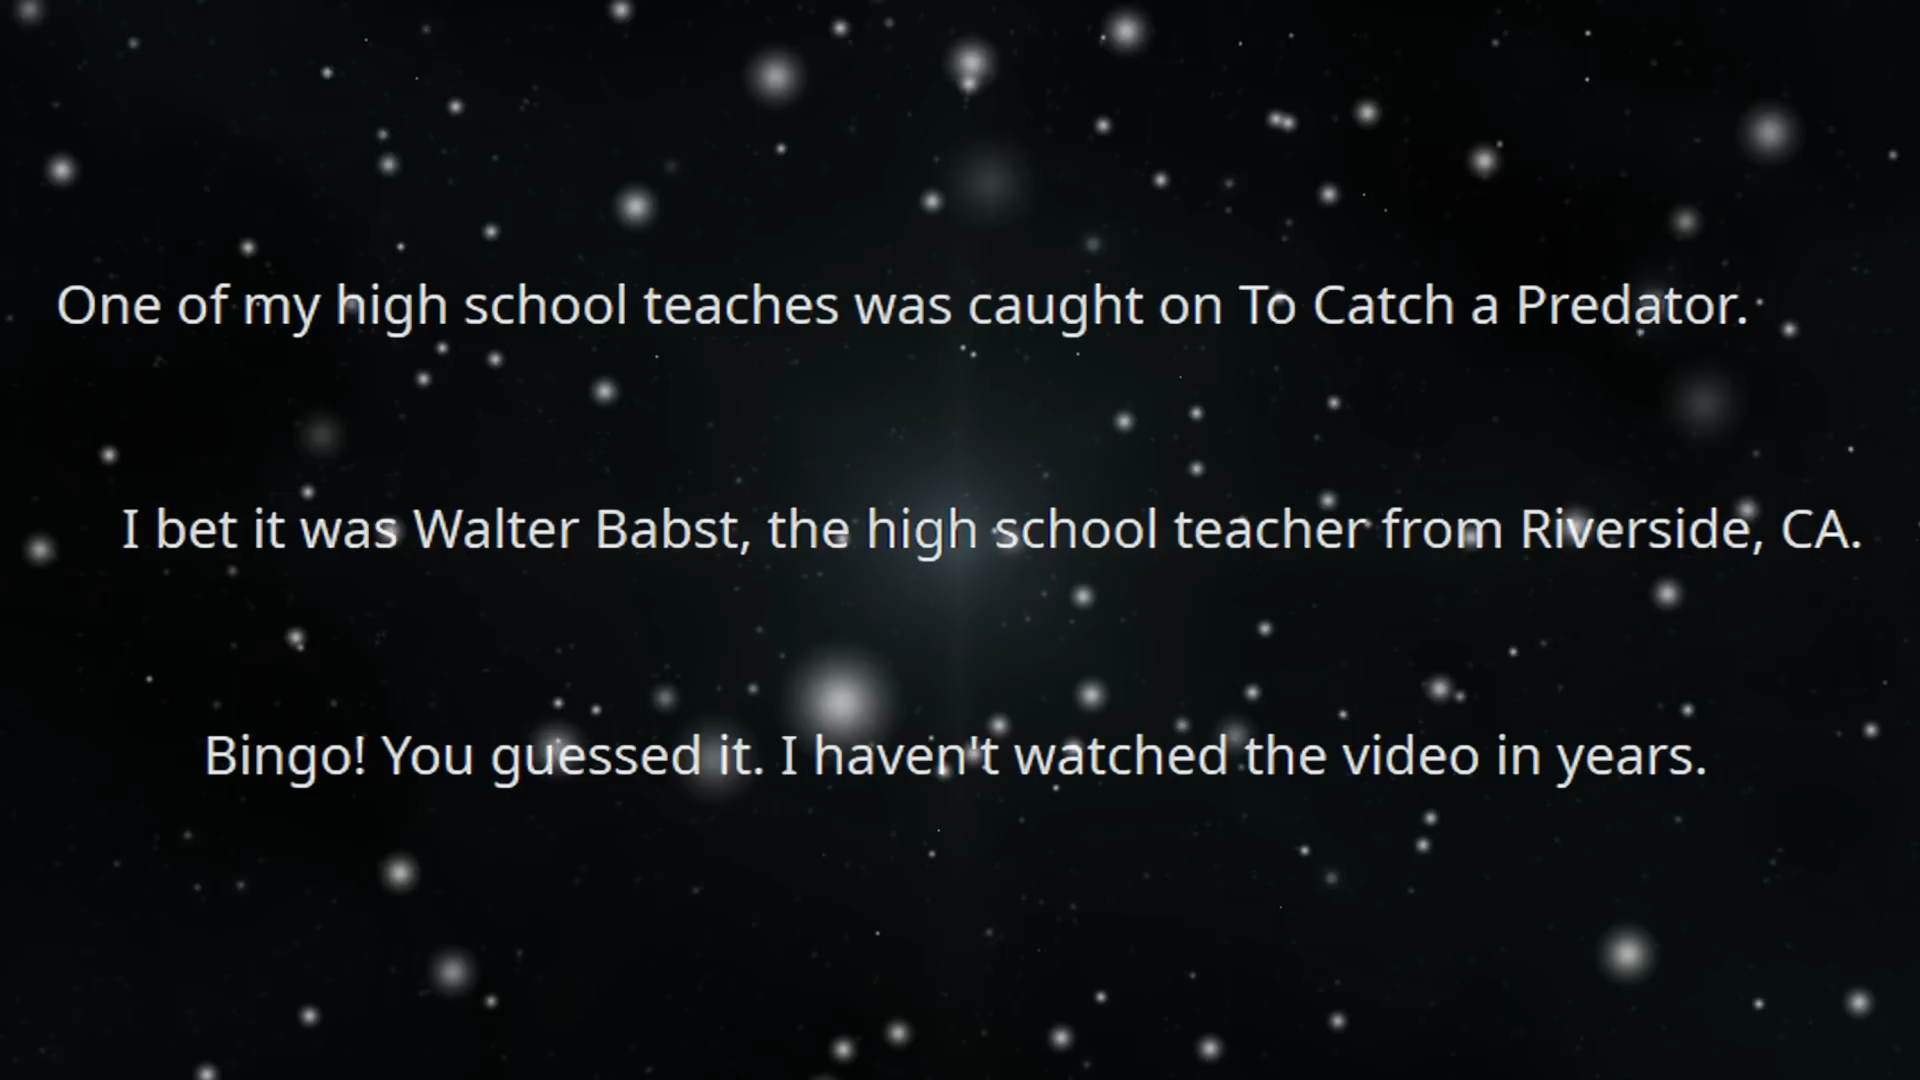 One of my high school teaches was caught on To Catch a Predator.
I bet it was Walter Babst, the high school teacher from Riverside, CA.
Bingo! You guessed it. I haven't watched the video in years.